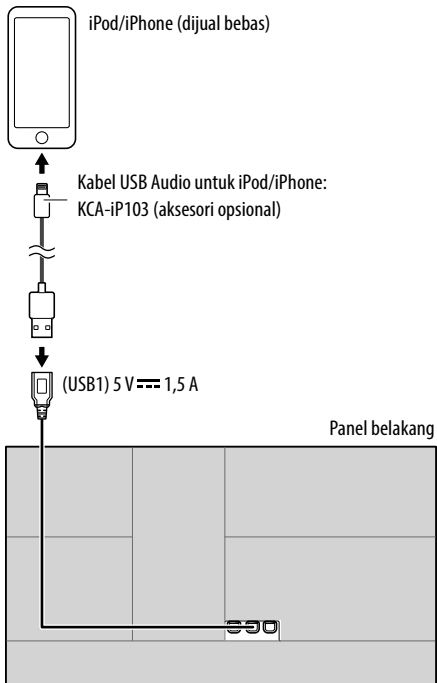 iPod/iPhone (dijual bebas)
Kabel USB Audio untuk iPod/iPhone:
KCA-iP103 (aksesori opsional)
(USB1) 5 V ⎓ 1,5 A
Panel belakang